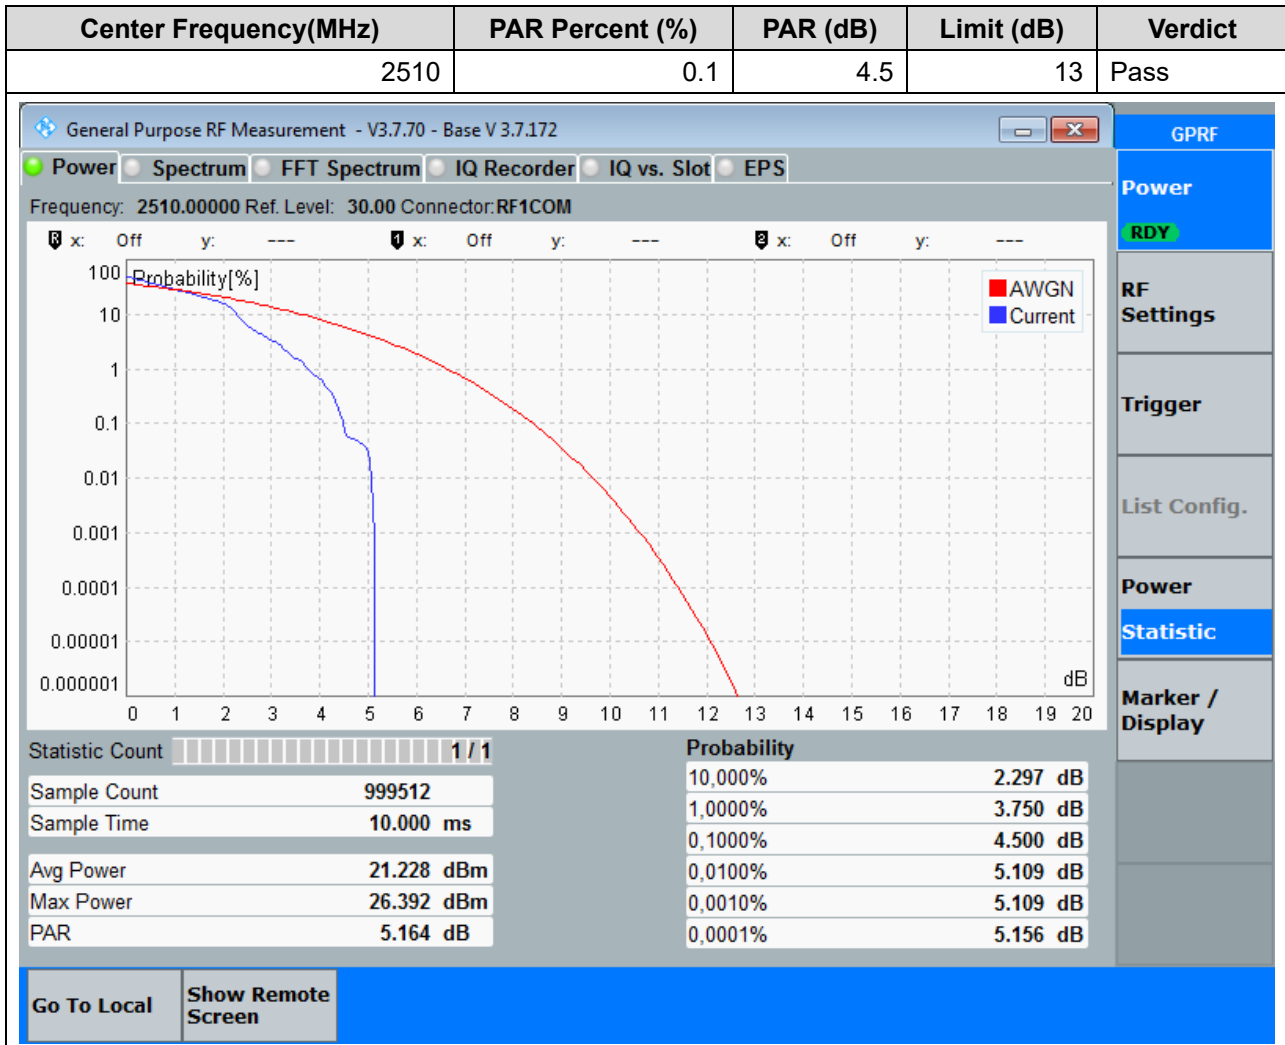 Center Frequency(MHz) PAR Percent (%) PAR (dB) Limit (dB) Verdict
2510 0.1 4.5 13 Pass
General Purpose RF Measurement - V3.7.70 - Base V 3.7.172
GPRF
Power Spectrum FFT Spectrum IQ Recorder IQ vs. Slot EPS
Frequency: 2510.00000 Ref. Level: 30.00 Connector:RF1COM
R x: Off y: --- 1 x: Off y: --- 2 x: Off y: ---
Probability[%]
AWGN
Current
100
10
1
0.1
0.01
0.001
0.0001
0.00001
0.000001
dB
0 1 2 3 4 5 6 7 8 9 10 11 12 13 14 15 16 17 18 19 20
Statistic Count 1 / 1
Sample Count 999512
Sample Time 10.000 ms
Avg Power 21.228 dBm
Max Power 26.392 dBm
PAR 5.164 dB
Probability
10,000% 2.297 dB
1,0000% 3.750 dB
0,1000% 4.500 dB
0,0100% 5.109 dB
0,0010% 5.109 dB
0,0001% 5.156 dB
Power
RDY
RF
Settings
Trigger
List Config.
Power
Statistic
Marker /
Display
Go To Local
Show Remote
Screen